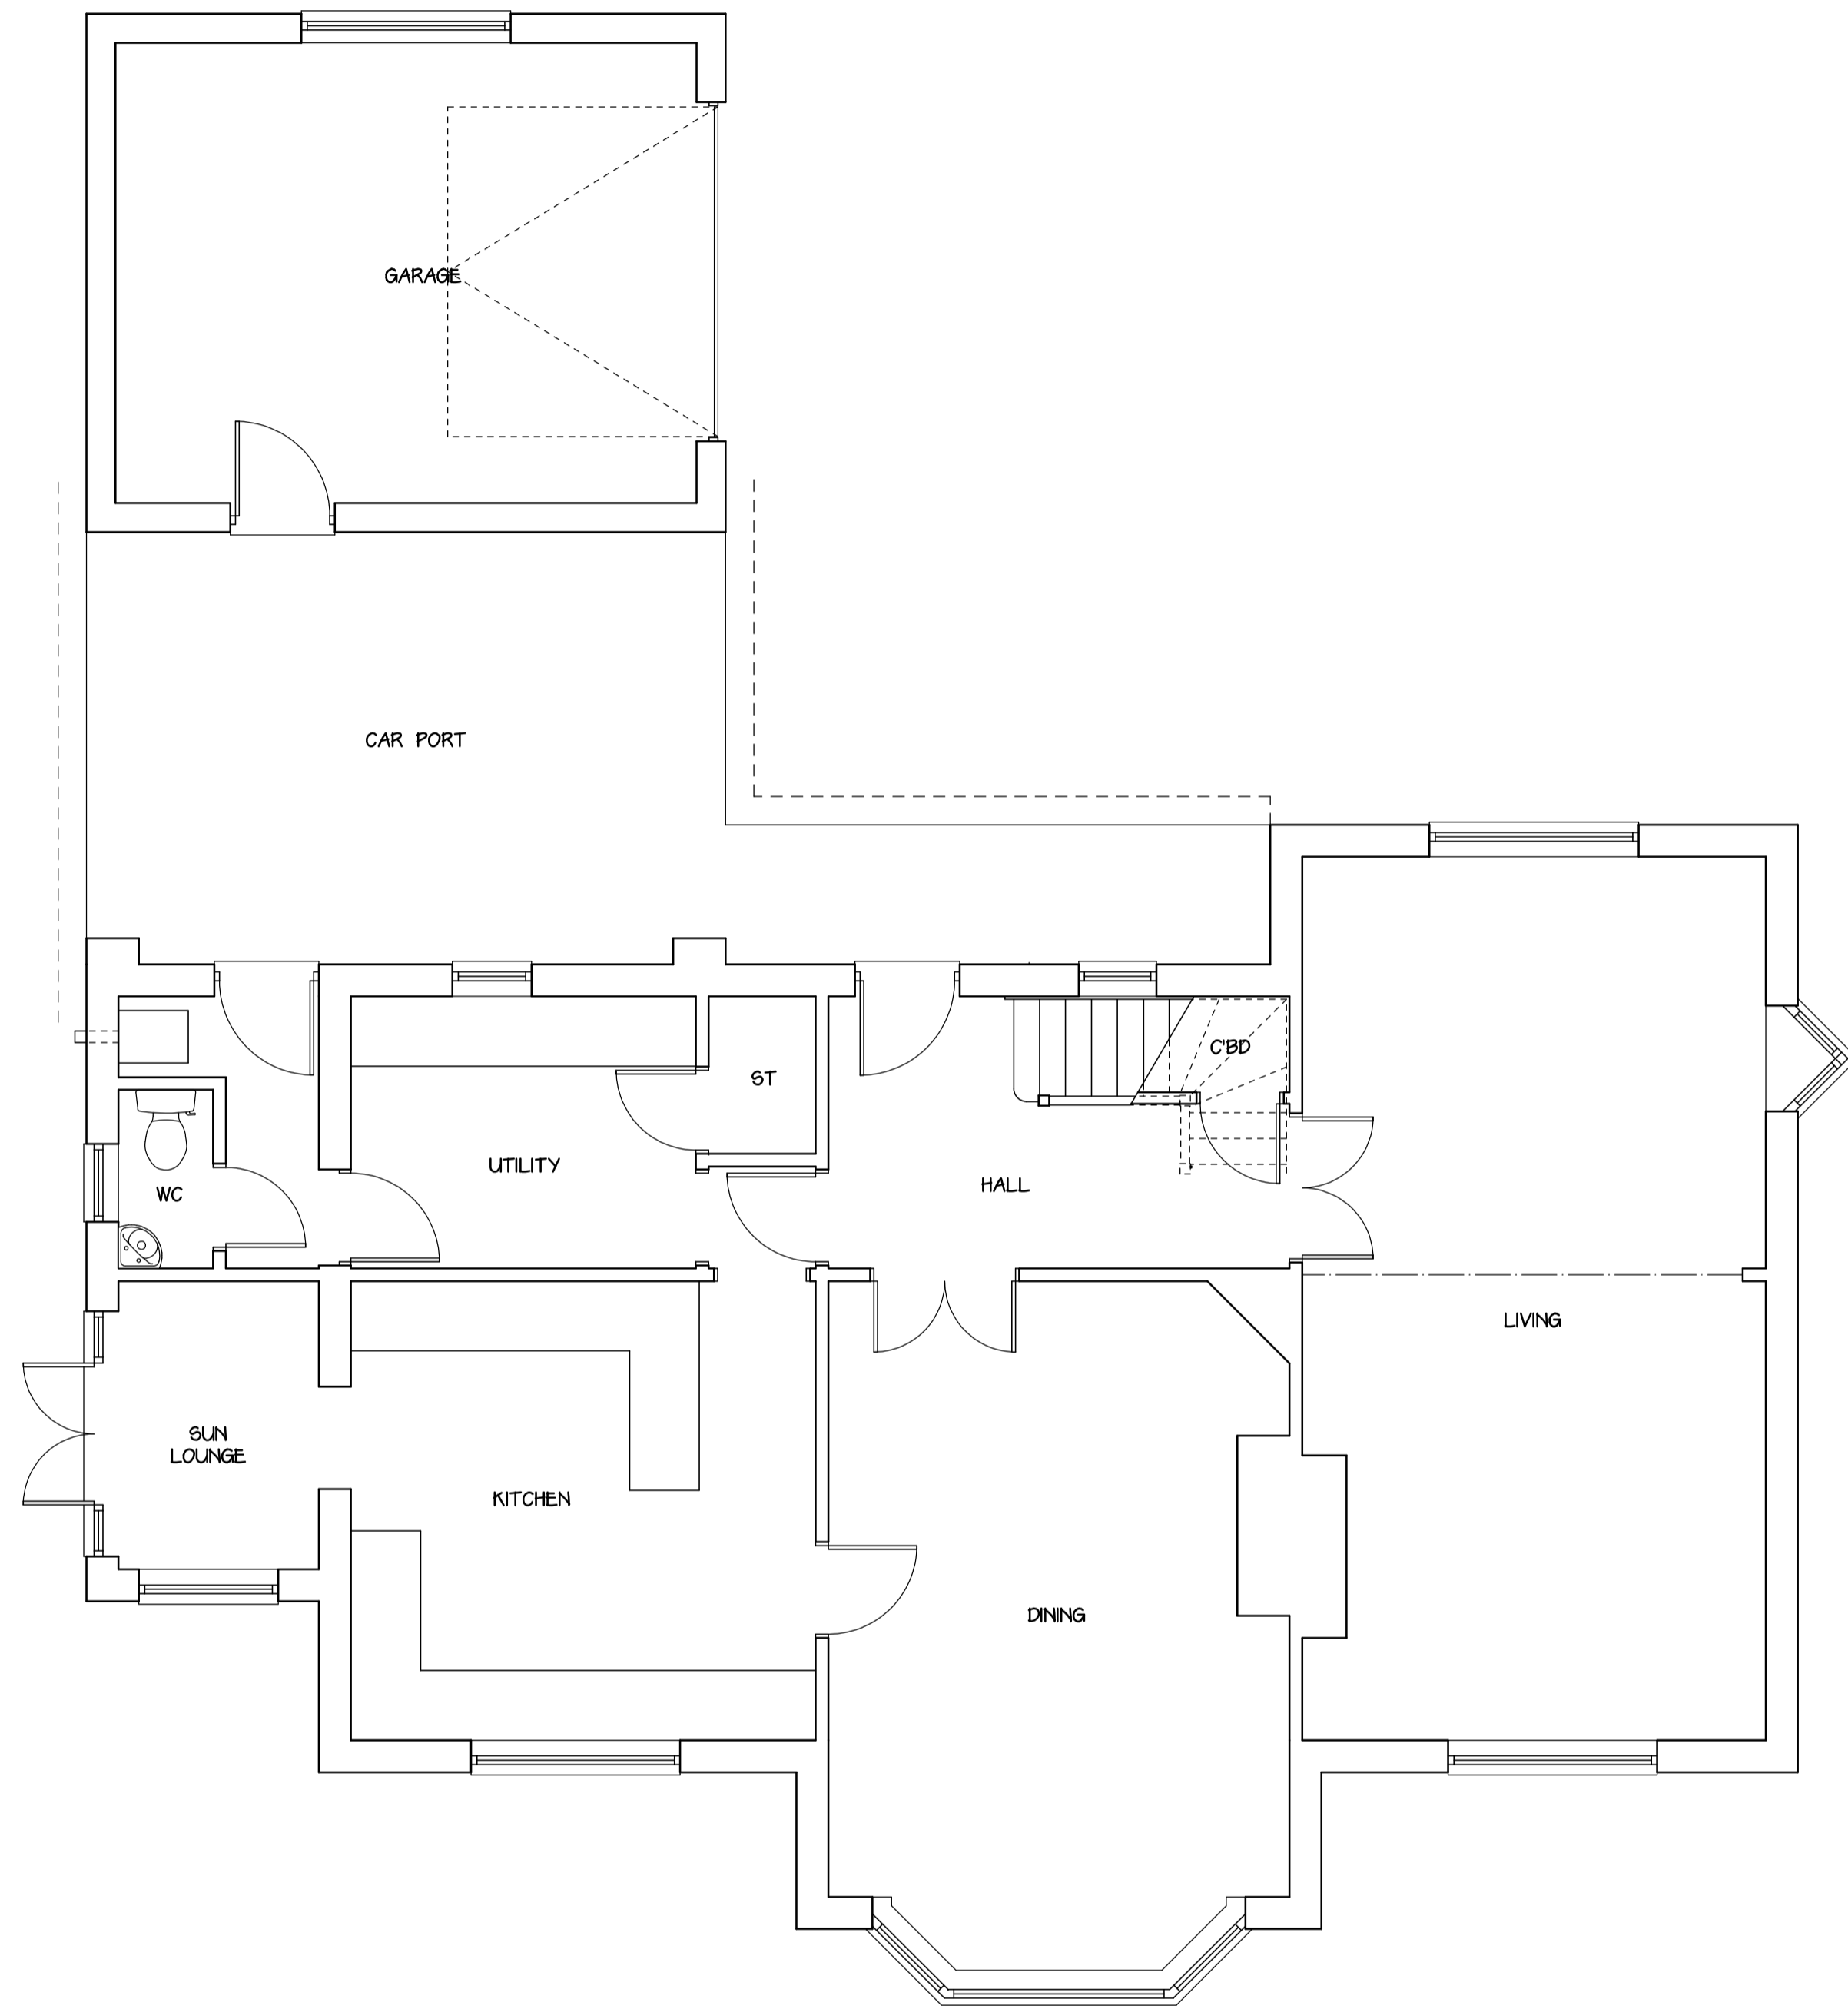 GARAGE
CAR PORT
C'BD
ST
UTILITY
WC
HALL
LIVING
SUN
LOUNGE
KITCHEN
DINING